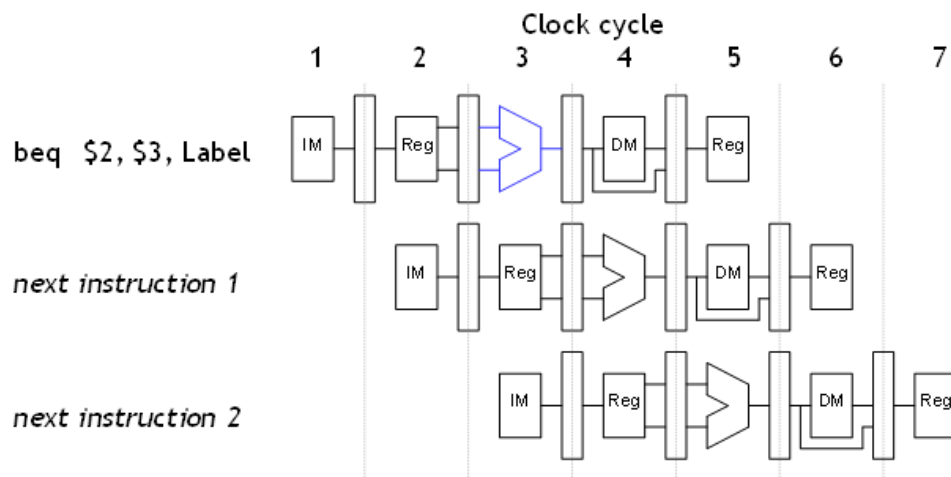 Clock cycle
1 2 3 4 5 6 7
beq $2, $3, Label
IM Reg DM Reg
next instruction 1
IM Reg DM Reg
next instruction 2
IM Reg DM Reg